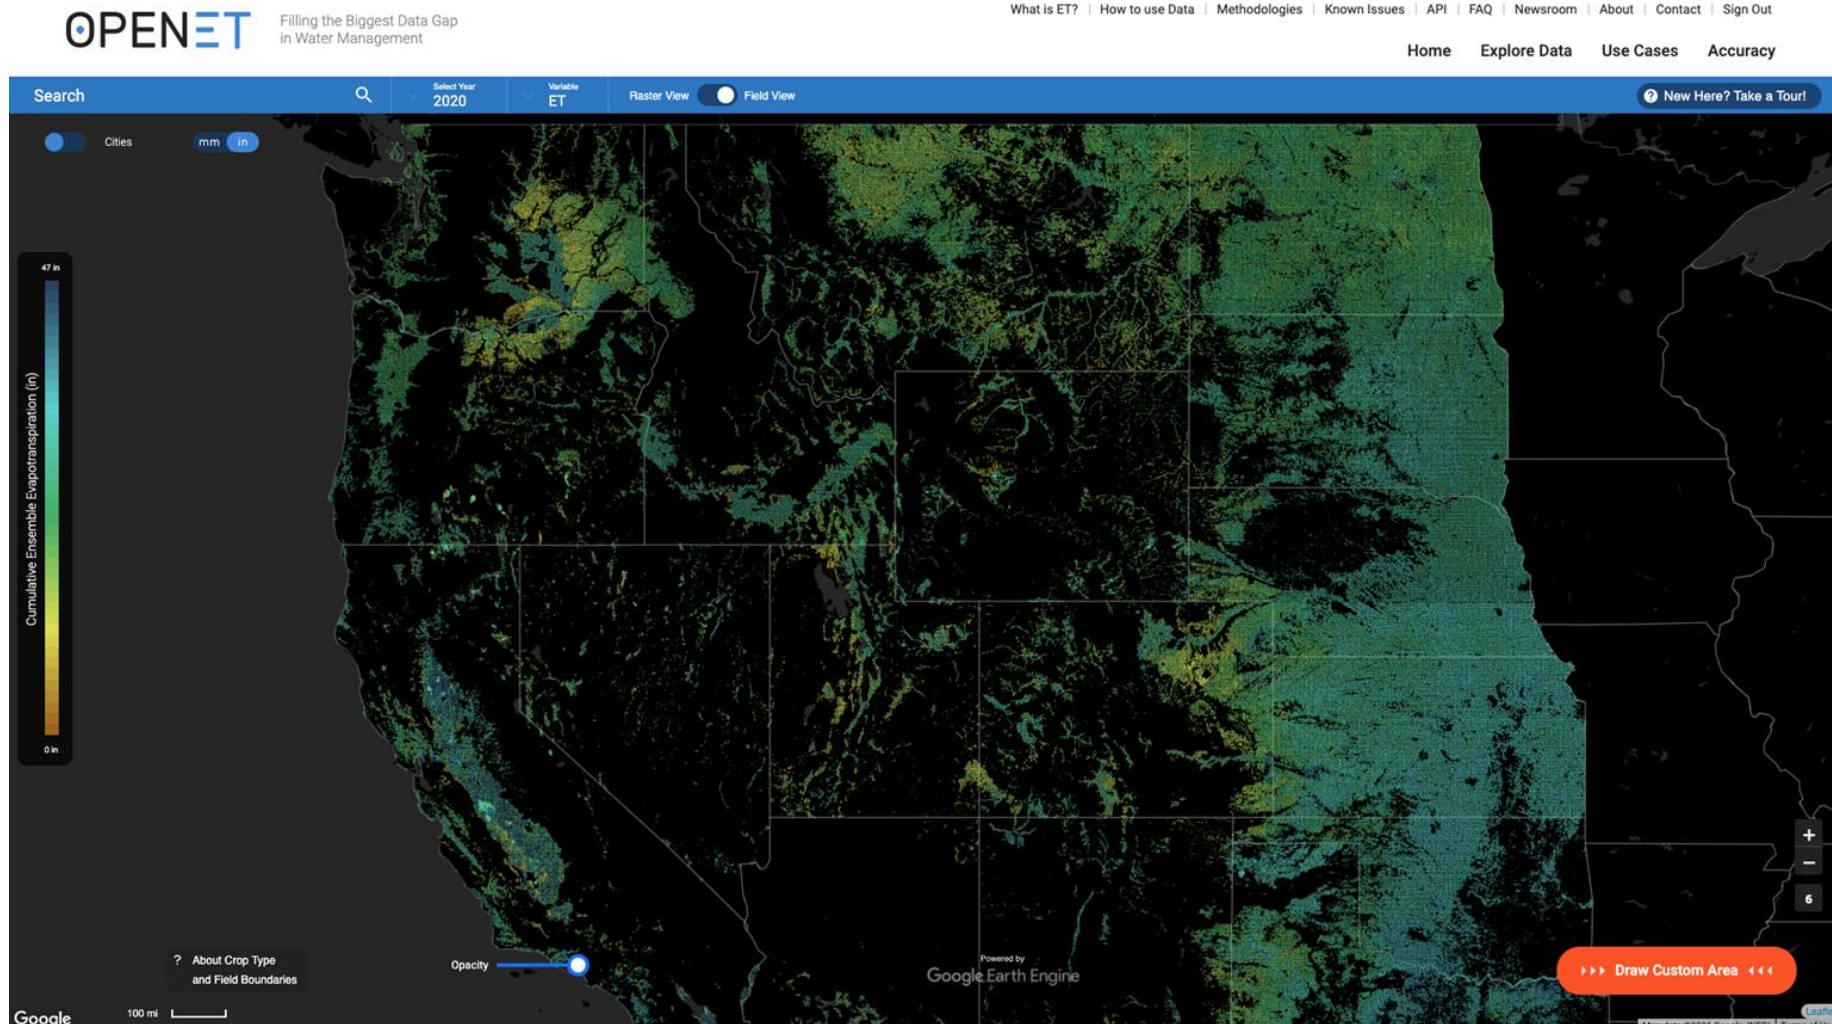 OPENET
Filling the Biggest Data Gap
in Water Management
What is ET? | How to use Data | Methodologies | Known Issues | API | FAQ | Newsroom | About | Contact | Sign Out
Home Explore Data Use Cases Accuracy
Search
Select Year
2020
Variable
ET
Raster View
Field View
? New Here? Take a Tour!
Cities
mm in
47 in
Cumulative Ensemble Evapotranspiration (in)
0 in
+
−
6
? About Crop Type
and Field Boundaries
Opacity
Powered by
Google Earth Engine
Draw Custom Area
Google
100 mi